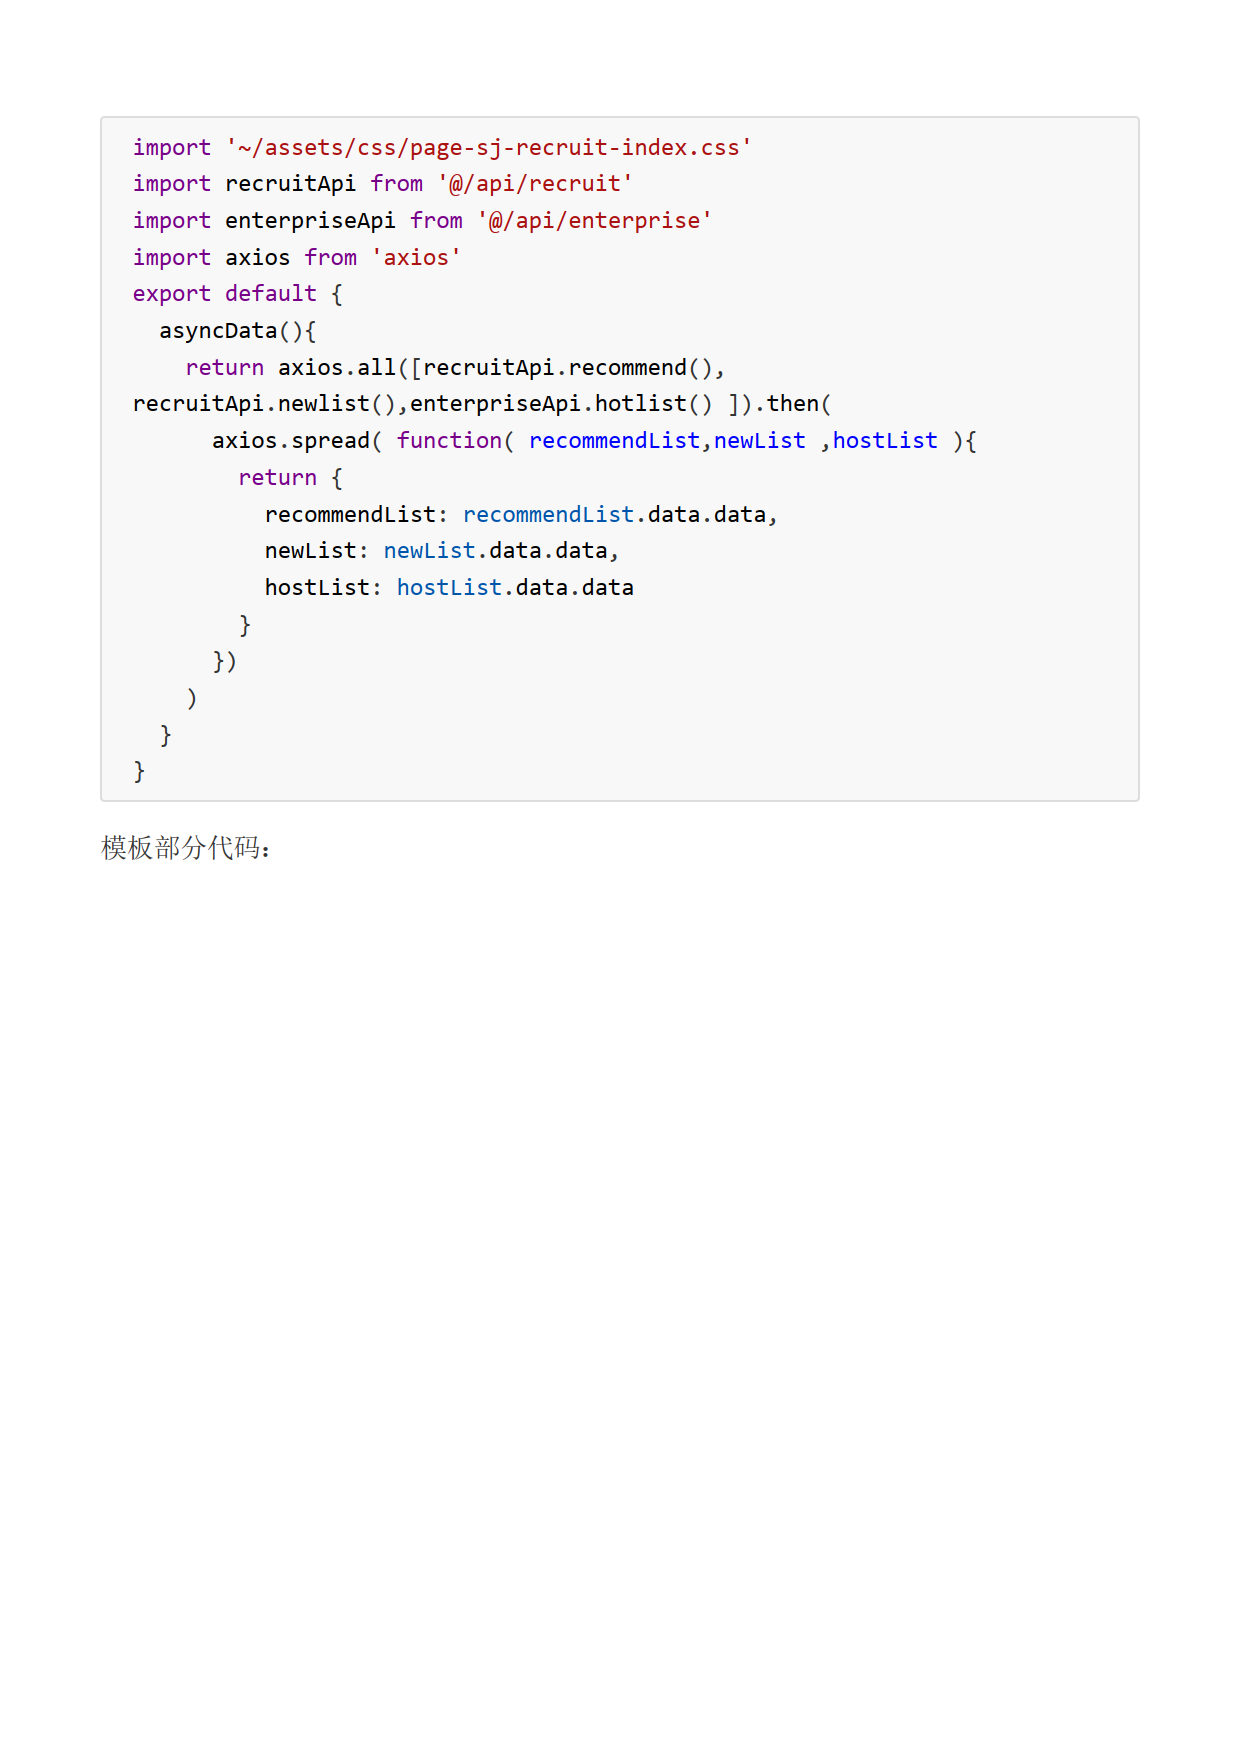 import '~/assets/css/page-sj-recruit-index.css'
import recruitApi from '@/api/recruit'
import enterpriseApi from '@/api/enterprise'
import axios from 'axios'
export default {
  asyncData(){
    return axios.all([recruitApi.recommend(),
recruitApi.newlist(),enterpriseApi.hotlist() ]).then(
      axios.spread( function( recommendList,newList ,hostList ){
        return {
          recommendList: recommendList.data.data,
          newList: newList.data.data,
          hostList: hostList.data.data
        }
      })
    )
  }
}
模板部分代码：